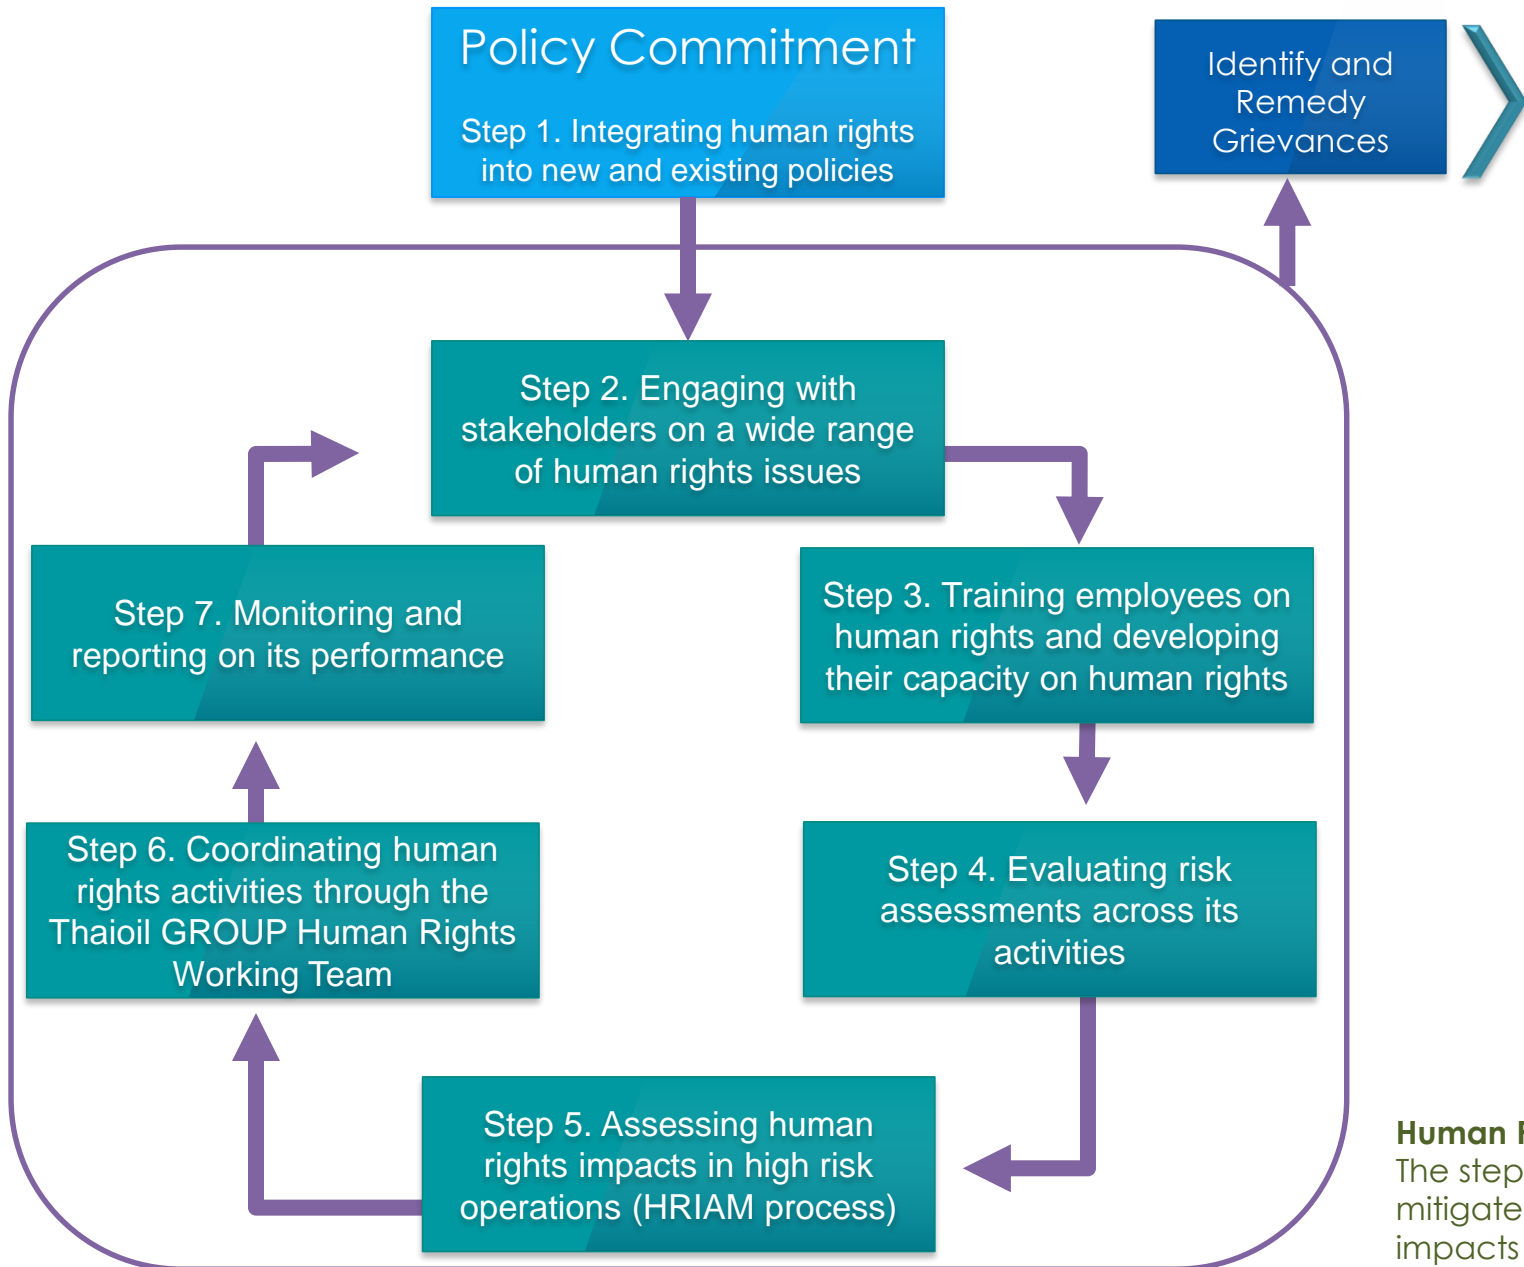 Policy Commitment
Step 1. Integrating human rights
into new and existing policies
Identify and
Remedy
Grievances
Step 2. Engaging with
stakeholders on a wide range
of human rights issues
Step 3. Training employees on
human rights and developing
their capacity on human rights
Step 4. Evaluating risk
assessments across its
activities
Step 5. Assessing human
rights impacts in high risk
operations (HRIAM process)
Step 6. Coordinating human
rights activities through the
Thaioil GROUP Human Rights
Working Team
Step 7. Monitoring and
reporting on its performance
Human
The step
mitigate
impacts